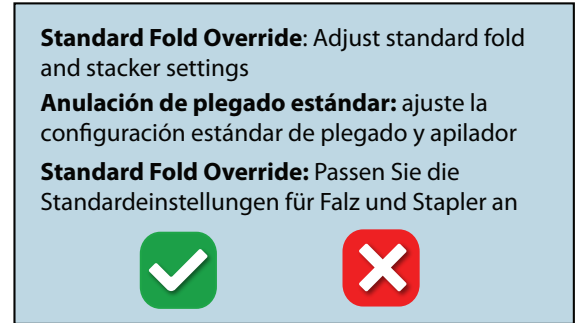 Standard Fold Override: Adjust standard fold
and stacker settings
Anulación de plegado estándar: ajuste la
configuración estándar de plegado y apilador
Standard Fold Override: Passen Sie die
Standardeinstellungen für Falz und Stapler an